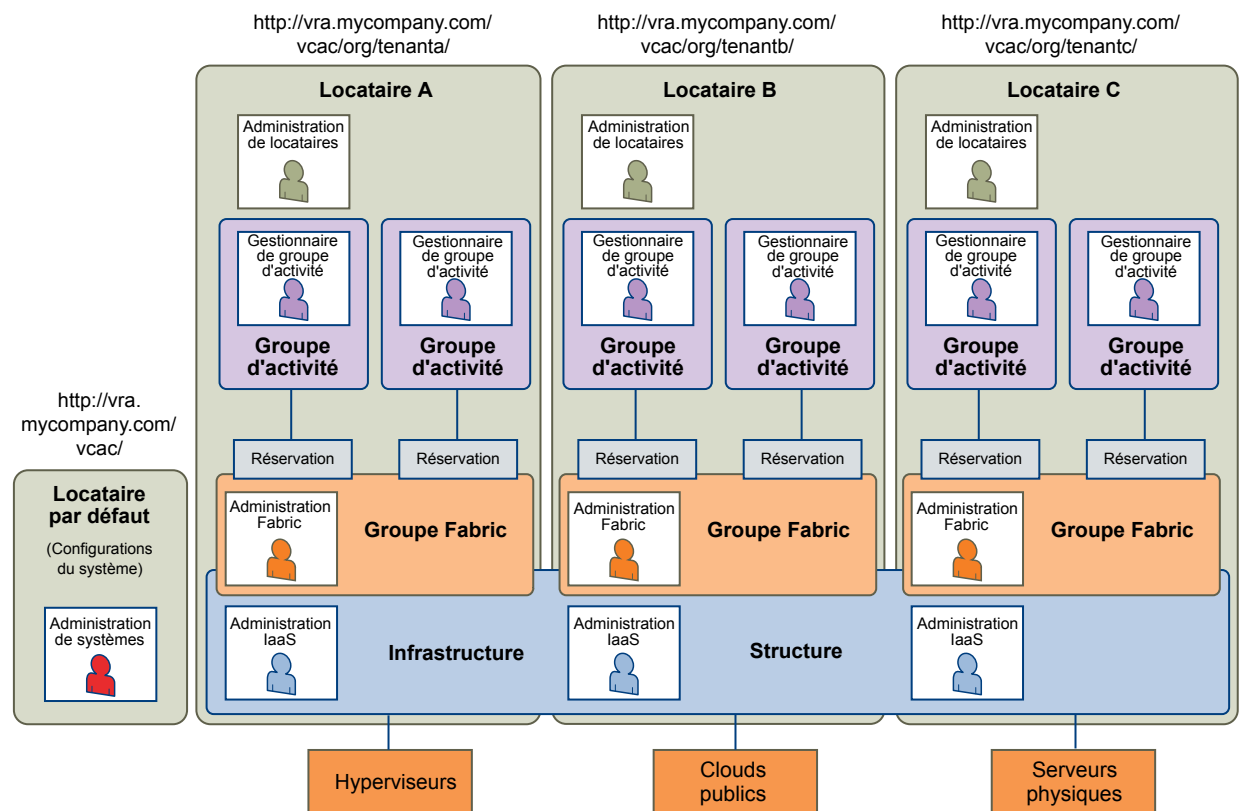 http://vra.mycompany.com/
vcac/org/tenanta/
http://vra.mycompany.com/
vcac/org/tenantb/
http://vra.mycompany.com/
vcac/org/tenantc/
Locataire A
Locataire B
Locataire C
Administration
de locataires
Administration
de locataires
Administration
de locataires
Gestionnaire
de groupe
d'activité
Groupe
d'activité
Gestionnaire
de groupe
d'activité
Groupe
d'activité
Gestionnaire
de groupe
d'activité
Groupe
d'activité
Gestionnaire
de groupe
d'activité
Groupe
d'activité
Gestionnaire
de groupe
d'activité
Groupe
d'activité
Gestionnaire
de groupe
d'activité
Groupe
d'activité
http://vra.
mycompany.com/
vcac/
Réservation
Réservation
Réservation
Réservation
Réservation
Réservation
Locataire
par défaut
(Configurations
du système)
Administration
de systèmes
Administration
Fabric
Groupe Fabric
Administration
Fabric
Groupe Fabric
Administration
Fabric
Groupe Fabric
Administration
IaaS
Infrastructure
Administration
IaaS
Structure
Administration
IaaS
Hyperviseurs
Clouds
publics
Serveurs
physiques